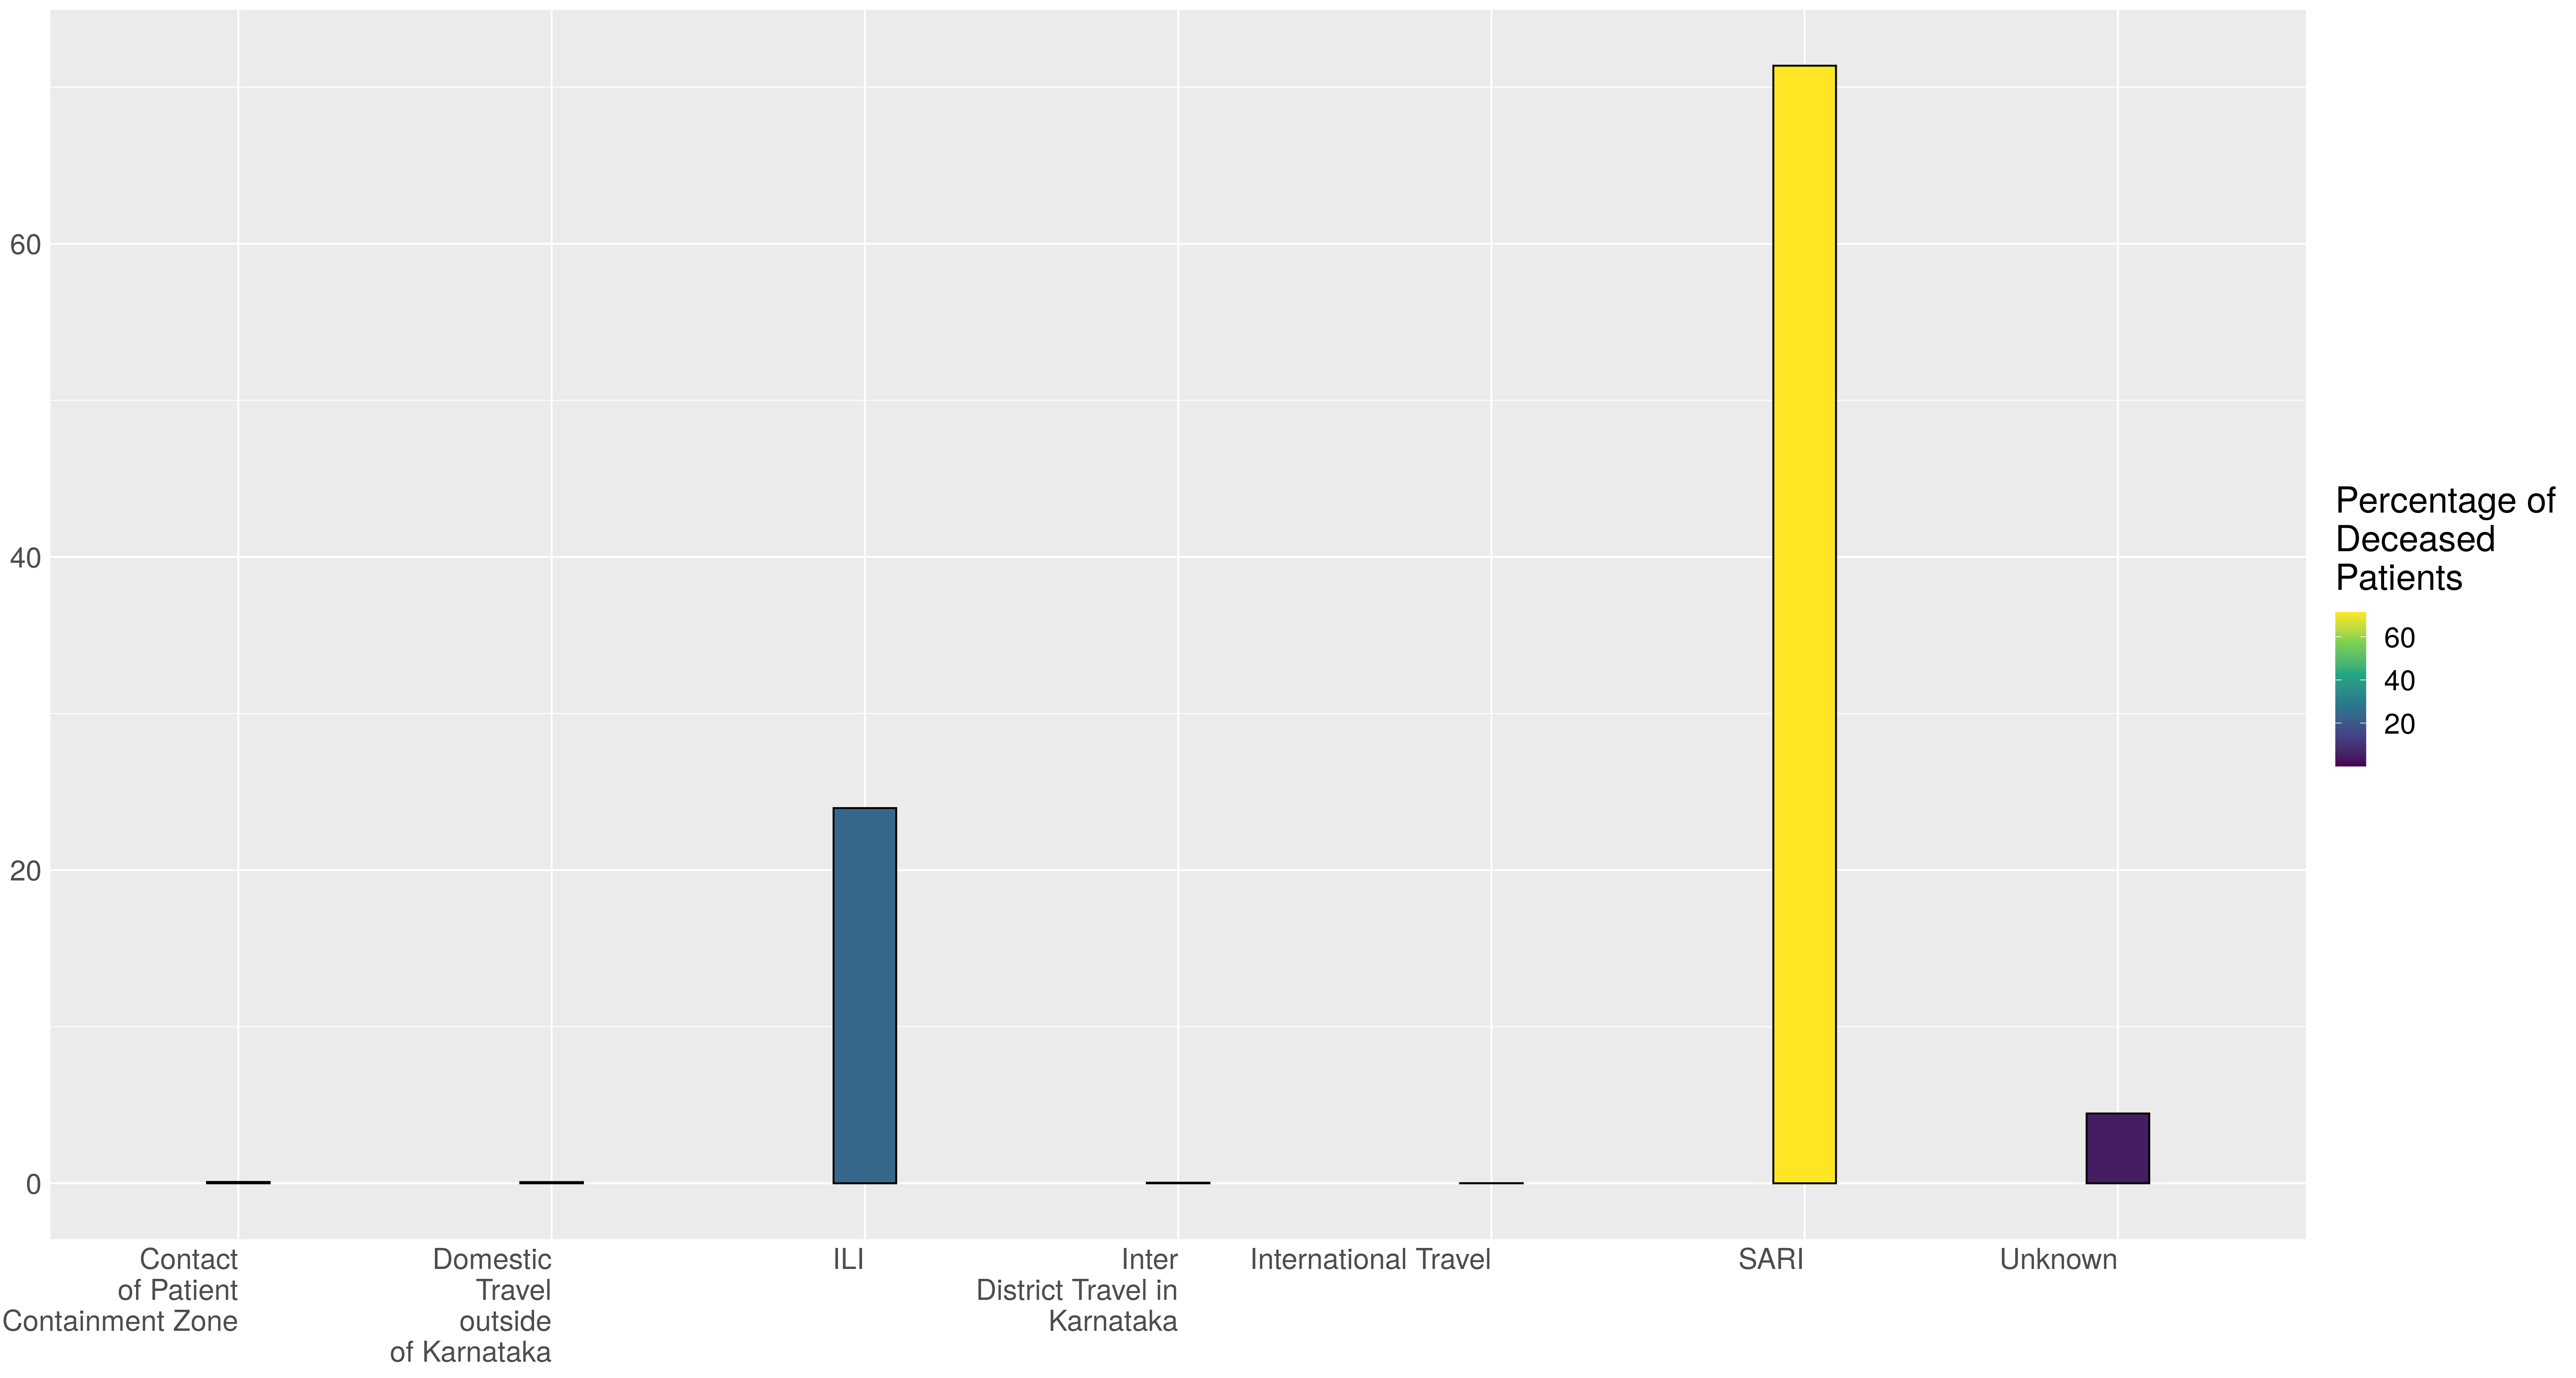 60
40
20
0
Contact
of Patient
Containment Zone
Domestic
Travel
outside
of Karnataka
ILI
Inter
District Travel in
Karnataka
International Travel
SARI
Unknown
Percentage of
Deceased
Patients
60
40
20